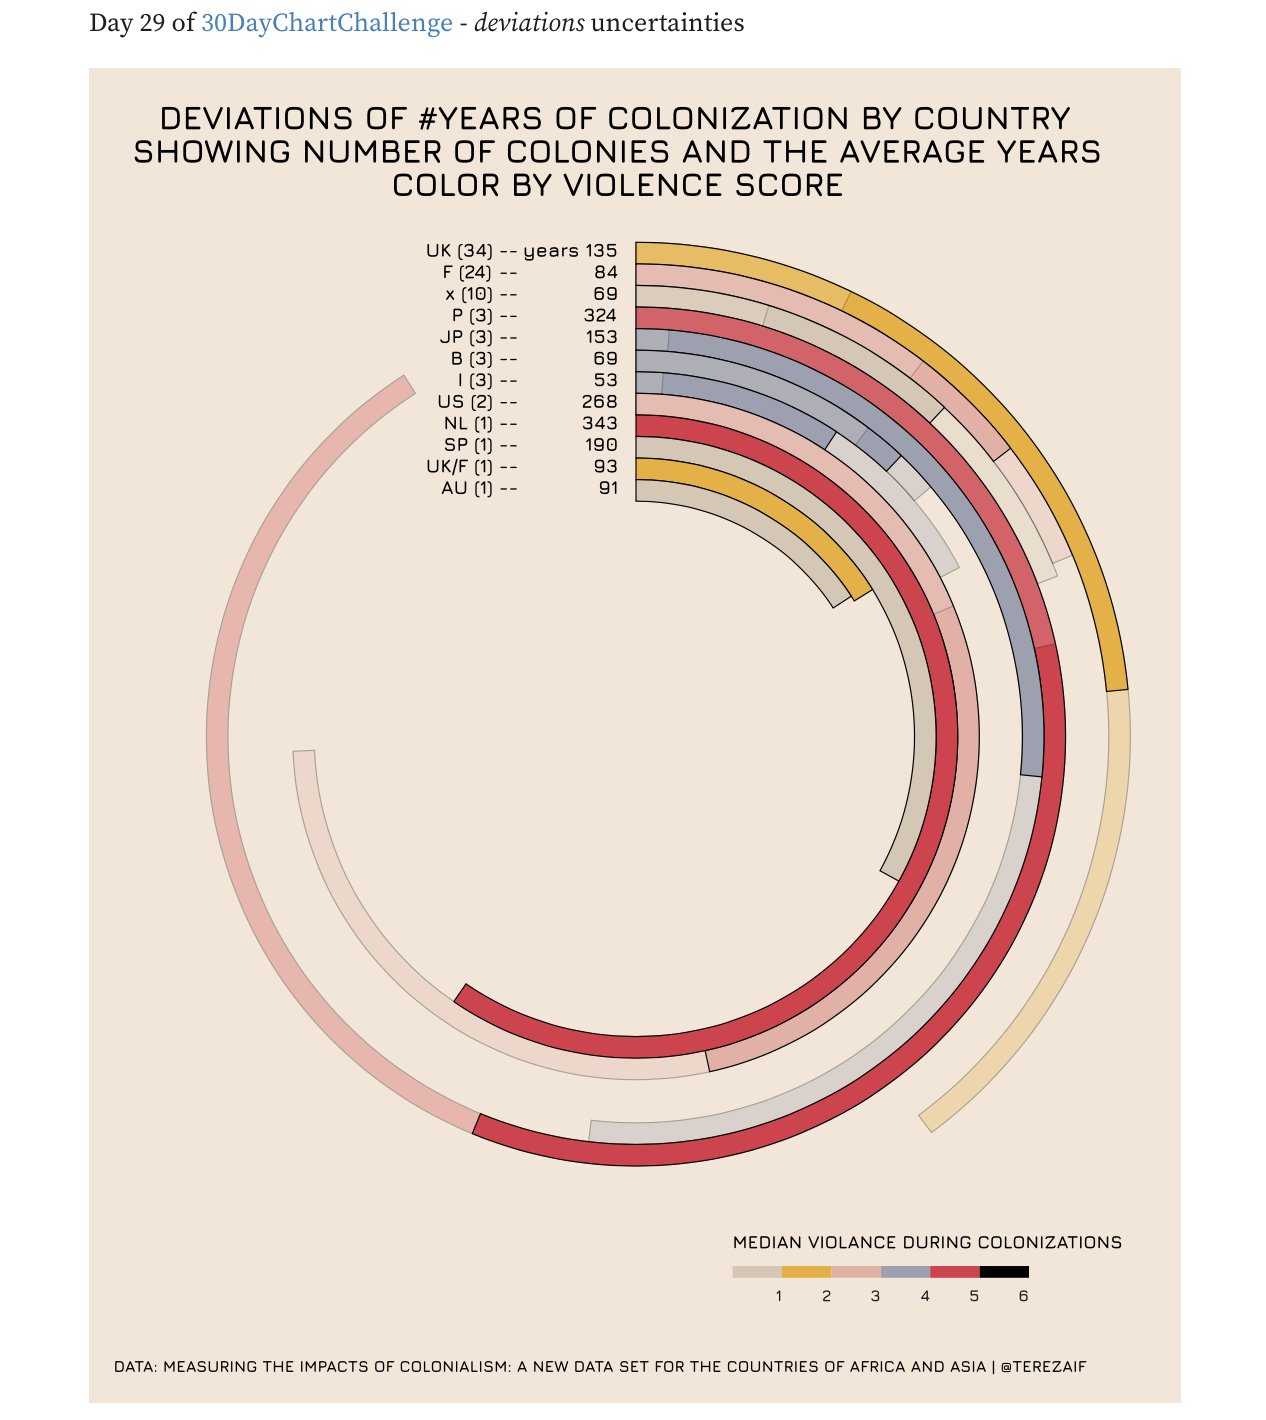 Day 29 of 30DayChartChallenge - deviations uncertainties
DEVIATIONS OF #YEARS OF COLONIZATION BY COUNTRY
SHOWING NUMBER OF COLONIES AND THE AVERAGE YEARS
COLOR BY VIOLENCE SCORE
UK (34) -- years 135
F (24) -- 84
x (10) -- 69
P (3) -- 324
JP (3) -- 153
B (3) -- 69
I (3) -- 53
US (2) -- 268
NL (1) -- 343
SP (1) -- 190
UK/F (1) -- 93
AU (1) -- 91
MEDIAN VIOLANCE DURING COLONIZATIONS
1 2 3 4 5 6
DATA: MEASURING THE IMPACTS OF COLONIALISM: A NEW DATA SET FOR THE COUNTRIES OF AFRICA AND ASIA | @TEREZAIF